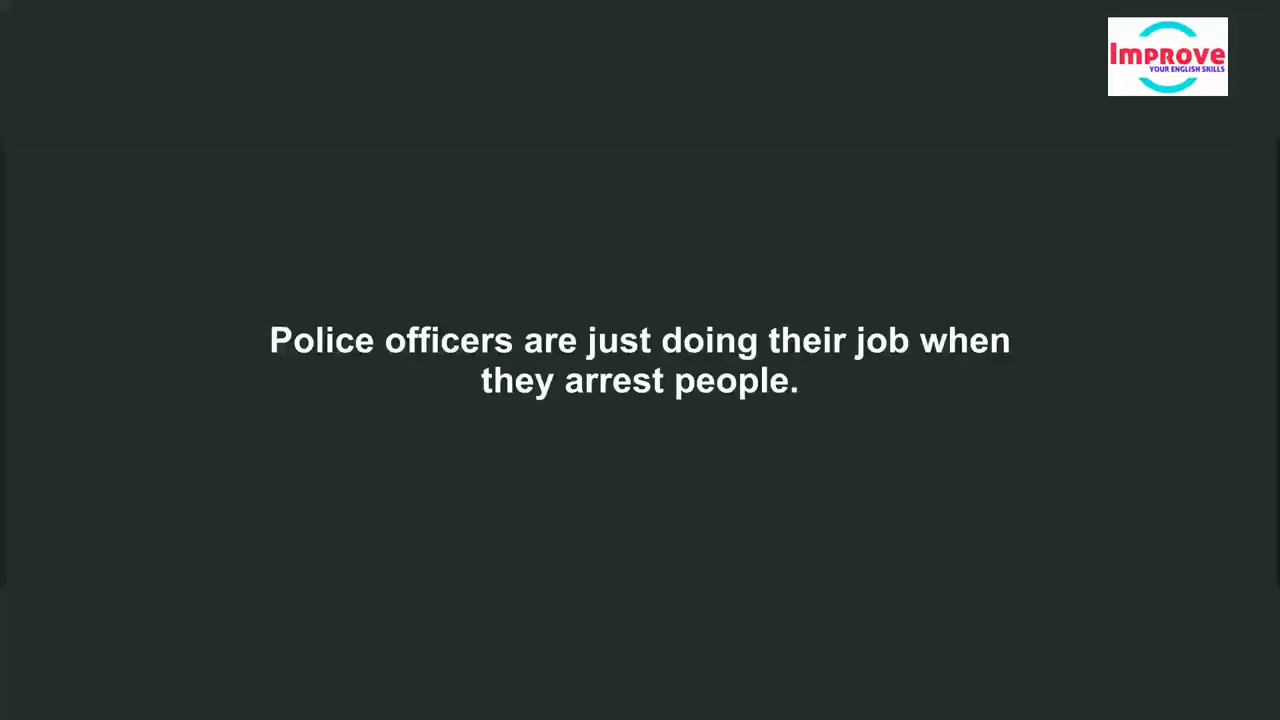 Improve
YOUR ENGLISH SKILLS
Police officers are just doing their job when
they arrest people.